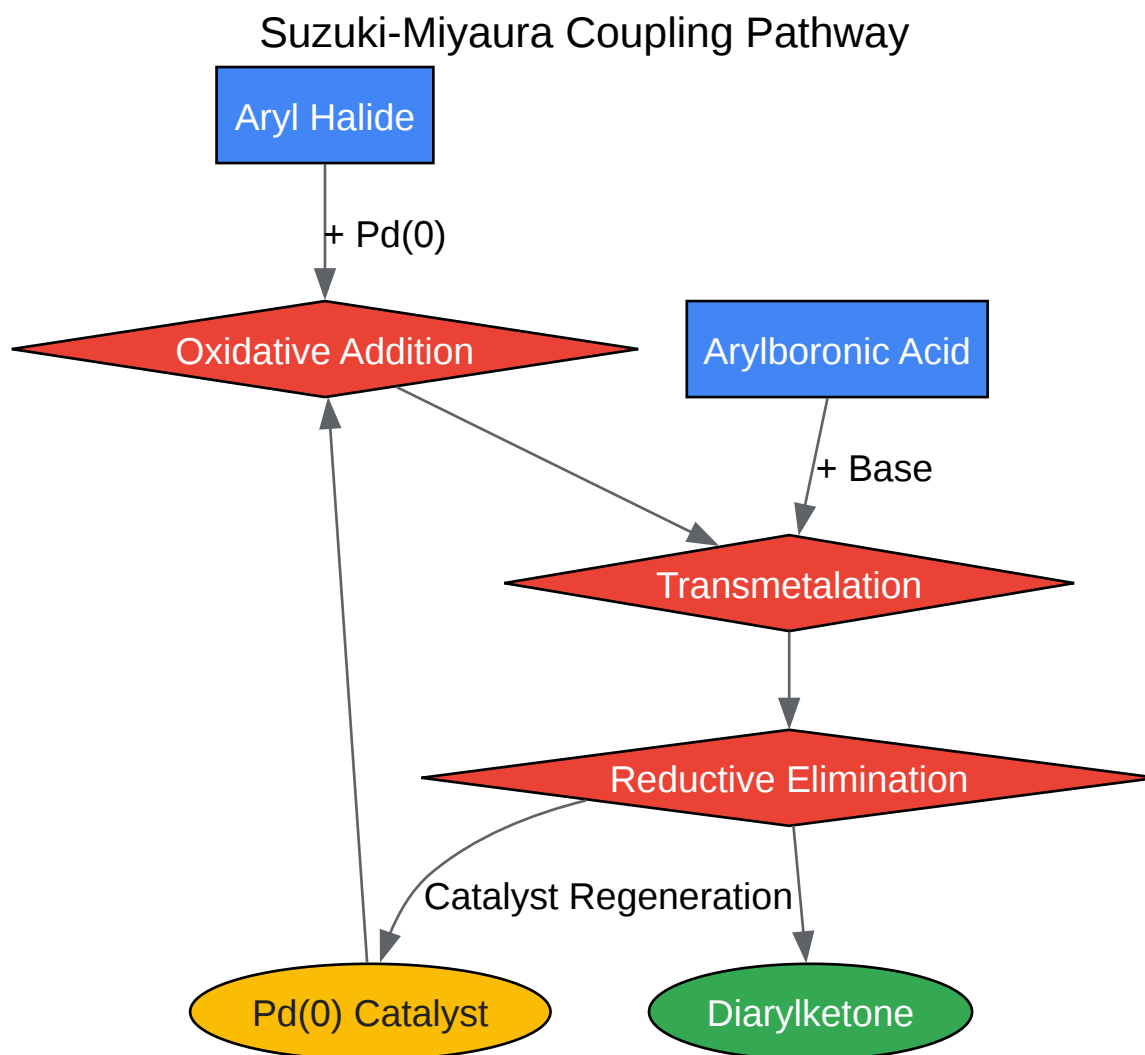 Suzuki-Miyaura Coupling Pathway
Aryl Halide
+ Pd(0)
Oxidative Addition
Arylboronic Acid
+ Base
Transmetalation
Reductive Elimination
Catalyst Regeneration
Pd(0) Catalyst
Diarylketone